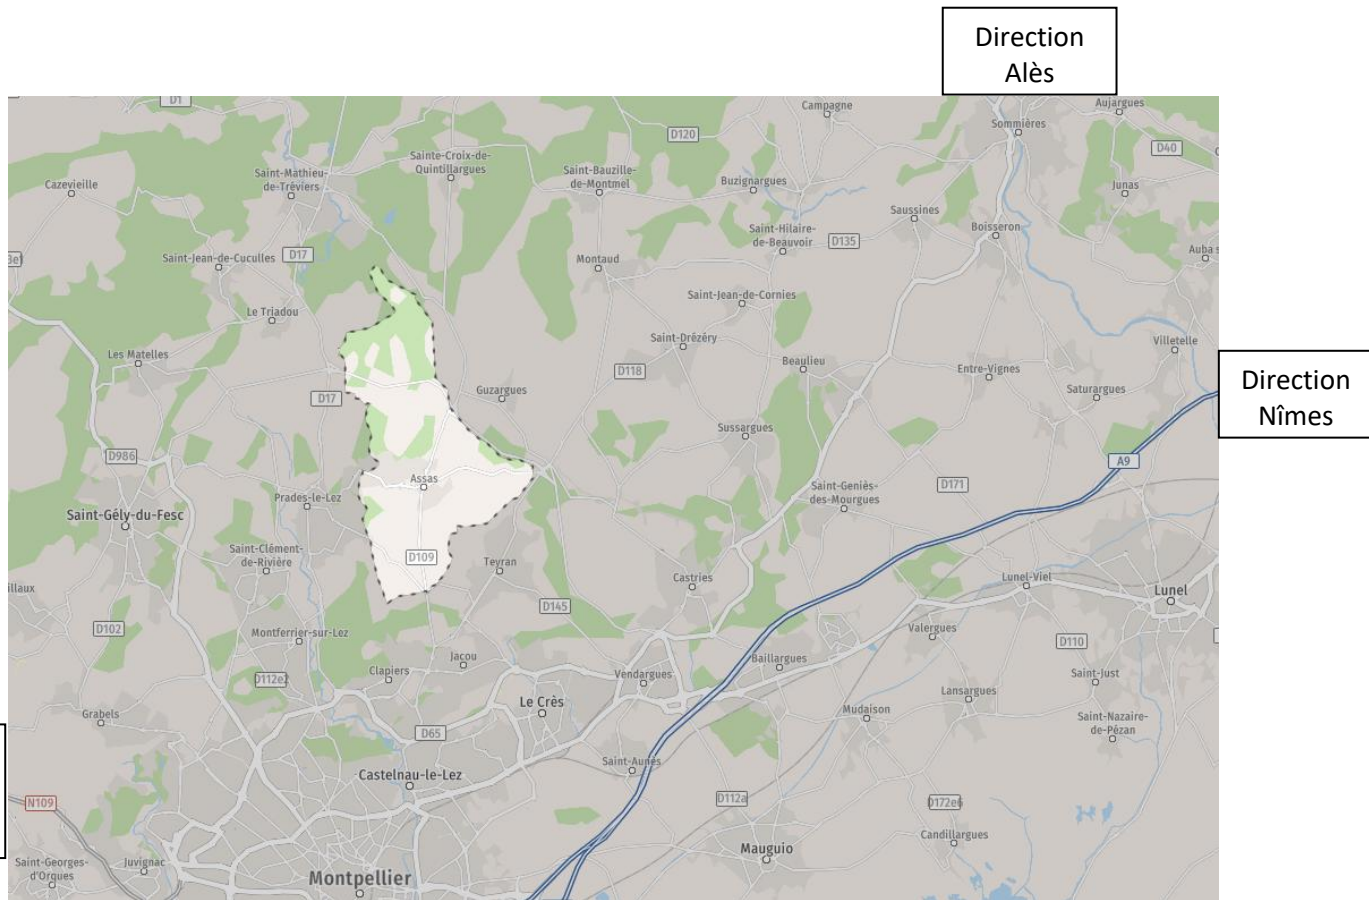 Direction
Alès
D1
Campagne
Aujargues
Sommières
D120
D40
Sainte-Croix-de-
Quintillargues
Saint-Mathieu-
de-Tréviers
Saint-Bauzille-
de-Montmel
Cazevieille
Buzignargues
Junas
Saussines
Saint-Hilaire-
de-Beauvoir
D135
Boisseron
D17
Saint-Jean-de-Cuculles
Montaud
Saint-Jean-de-Cornies
Le Triadou
Saint-Drézéry
Villetelle
Les Matelles
Beaulieu
Entre-Vignes
D118
Direction
Nîmes
Guzargues
Saturargues
D17
Sussargues
D986
A9
Assas
Saint-Geniès-
des-Mourgues
D171
Prades-le-Lez
Saint-Gély-du-Fesc
Saint-Clément-
de-Rivière
D109
Teyran
Castries
Lunel-Viel
Lunel
D145
D102
Montferrier-sur-Lez
Valergues
D110
Jacou
Clapiers
Baillargues
D112e2
Vendargues
Saint-Just
Lansargues
Le Crès
Grabels
Mudaison
Saint-Nazaire-
de-Pézan
D65
Saint-Aunès
Castelnau-le-Lez
N109
D112a
D172e6
Candillargues
Mauguio
Saint-Georges-
d'Orques
Juvignac
Montpellier